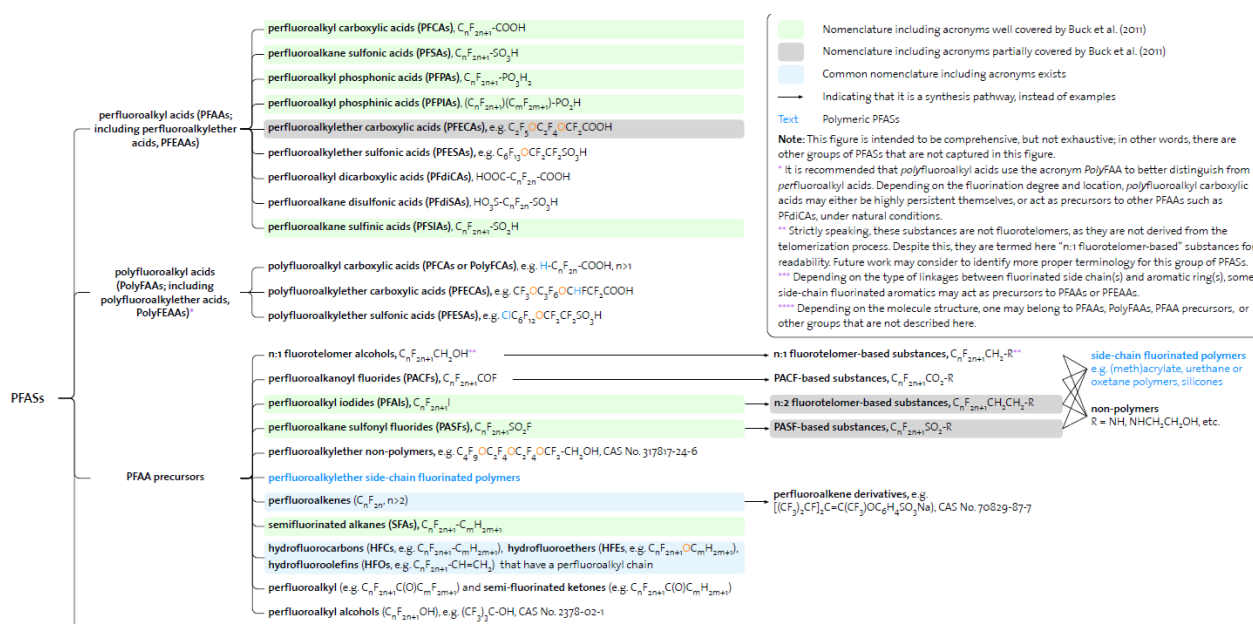 PFASs
perfluoroalkyl acids (PFAAs;
including perfluoroalkylether
acids, PFEAAs)
perfluoroalkyl carboxylic acids (PFCAs), CₙF₂ₙ₊₁-COOH
perfluoroalkane sulfonic acids (PFSAs), CₙF₂ₙ₊₁-SO₃H
perfluoroalkyl phosphonic acids (PFPAs), CₙF₂ₙ₊₁-PO₃H₂
perfluoroalkyl phosphinic acids (PFPIAs), (CₙF₂ₙ₊₁)(CₘF₂ₘ₊₁)-PO₂H
perfluoroalkylether carboxylic acids (PFECAs), e.g. C₂F₅OC₂F₄OCF₂COOH
perfluoroalkylether sulfonic acids (PFESAs), e.g. C₆F₁₃OCF₂CF₂SO₃H
perfluoroalkyl dicarboxylic acids (PFdiCAs), HOOC-CₙF₂ₙ-COOH
perfluoroalkane disulfonic acids (PFdiSAs), HO₃S-CₙF₂ₙ-SO₃H
perfluoroalkane sulfinic acids (PFSIAs), CₙF₂ₙ₊₁-SO₂H
polyfluoroalkyl acids
(PolyFAAs; including
polyfluoroalkylether acids,
PolyFEAAs)*
polyfluoroalkyl carboxylic acids (PFCAs or PolyFCAs), e.g. H-CₙF₂ₙ-COOH, n>1
polyfluoroalkylether carboxylic acids (PFECAs), e.g. CF₃OC₃F₆OCHFCF₂COOH
polyfluoroalkylether sulfonic acids (PFESAs), e.g. ClC₆F₁₂OCF₂CF₂SO₃H
PFAA precursors
n:1 fluorotelomer alcohols, CₙF₂ₙ₊₁CH₂OH**
n:1 fluorotelomer-based substances, CₙF₂ₙ₊₁CH₂-R**
perfluoroalkanoyl fluorides (PACFs), CₙF₂ₙ₊₁COF
PACF-based substances, CₙF₂ₙ₊₁CO₂-R
perfluoroalkyl iodides (PFAIs), CₙF₂ₙ₊₁I
n:2 fluorotelomer-based substances, CₙF₂ₙ₊₁CH₂CH₂-R
perfluoroalkane sulfonyl fluorides (PASFs), CₙF₂ₙ₊₁SO₂F
PASF-based substances, CₙF₂ₙ₊₁SO₂-R
side-chain fluorinated polymers
e.g. (meth)acrylate, urethane or
oxetane polymers, silicones
non-polymers
R = NH, NHCH₂CH₂OH, etc.
perfluoroalkylether non-polymers, e.g. C₄F₉OC₂F₄OC₂F₄OCF₂-CH₂OH, CAS No. 317817-24-6
perfluoroalkylether side-chain fluorinated polymers
perfluoroalkenes (CₙF₂ₙ, n>2)
perfluoroalkene derivatives, e.g.
[(CF₃)₂CF]₂C=C(CF₃)OC₆H₄SO₃Na), CAS No. 70829-87-7
semifluorinated alkanes (SFAs), CₙF₂ₙ₊₁-CₘH₂ₘ₊₁
hydrofluorocarbons (HFCs, e.g. CₙF₂ₙ₊₁-CₘH₂ₘ₊₁), hydrofluoroethers (HFEs, e.g. CₙF₂ₙ₊₁OCₘH₂ₘ₊₁),
hydrofluoroolefins (HFOs, e.g. CₙF₂ₙ₊₁-CH=CH₂) that have a perfluoroalkyl chain
perfluoroalkyl (e.g. CₙF₂ₙ₊₁C(O)CₘF₂ₘ₊₁) and semi-fluorinated ketones (e.g. CₙF₂ₙ₊₁C(O)CₘH₂ₘ₊₁)
perfluoroalkyl alcohols (CₙF₂ₙ₊₁OH), e.g. (CF₃)₃C-OH, CAS No. 2378-02-1
Nomenclature including acronyms well covered by Buck et al. (2011)
Nomenclature including acronyms partially covered by Buck et al. (2011)
Common nomenclature including acronyms exists
Indicating that it is a synthesis pathway, instead of examples
Text Polymeric PFASs
Note: This figure is intended to be comprehensive, but not exhaustive; in other words, there are
other groups of PFASs that are not captured in this figure.
* It is recommended that polyfluoroalkyl acids use the acronym PolyFAA to better distinguish from
perfluoroalkyl acids. Depending on the fluorination degree and location, polyfluoroalkyl carboxylic
acids may either be highly persistent themselves, or act as precursors to other PFAAs such as
PFdiCAs, under natural conditions.
** Strictly speaking, these substances are not fluorotelomers, as they are not derived from the
telomerization process. Despite this, they are termed here "n:1 fluorotelomer-based" substances for
readability. Future work may consider to identify more proper terminology for this group of PFASs.
*** Depending on the type of linkages between fluorinated side chain(s) and aromatic ring(s), some
side-chain fluorinated aromatics may act as precursors to PFAAs or PFEAAs.
**** Depending on the molecule structure, one may belong to PFAAs, PolyFAAs, PFAA precursors, or
other groups that are not described here.